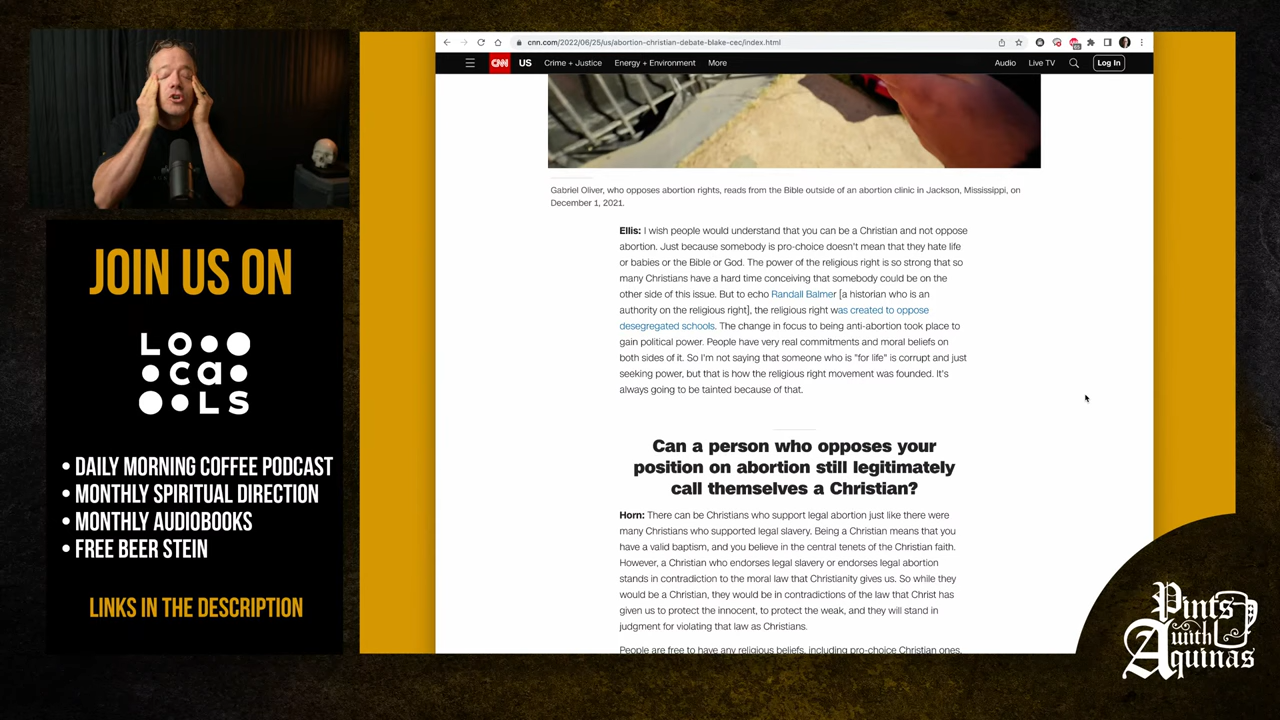 cnn.com/2022/06/25/us/abortion-christian-debate-blake-cec/index.html
CNN US Crime + Justice Energy + Environment More Audio Live TV Log In
Gabriel Oliver, who opposes abortion rights, reads from the Bible outside of an abortion clinic in Jackson, Mississippi, on
December 1, 2021.
Ellis: I wish people would understand that you can be a Christian and not oppose
abortion. Just because somebody is pro-choice doesn't mean that they hate life
or babies or the Bible or God. The power of the religious right is so strong that so
many Christians have a hard time conceiving that somebody could be on the
other side of this issue. But to echo Randall Balmer [a historian who is an
authority on the religious right], the religious right was created to oppose
desegregated schools. The change in focus to being anti-abortion took place to
gain political power. People have very real commitments and moral beliefs on
both sides of it. So I'm not saying that someone who is "for life" is corrupt and just
seeking power, but that is how the religious right movement was founded. It's
always going to be tainted because of that.
Can a person who opposes your
position on abortion still legitimately
call themselves a Christian?
Horn: There can be Christians who support legal abortion just like there were
many Christians who supported legal slavery. Being a Christian means that you
have a valid baptism, and you believe in the central tenets of the Christian faith.
However, a Christian who endorses legal slavery or endorses legal abortion
stands in contradiction to the moral law that Christianity gives us. So while they
would be a Christian, they would be in contradictions of the law that Christ has
given us to protect the innocent, to protect the weak, and they will stand in
judgment for violating that law as Christians.
People are free to have any religious beliefs, including pro-choice Christian ones.
JOIN US ON
LOcaLS
• DAILY MORNING COFFEE PODCAST
• MONTHLY SPIRITUAL DIRECTION
• MONTHLY AUDIOBOOKS
• FREE BEER STEIN
LINKS IN THE DESCRIPTION
Pints
with
Aquinas